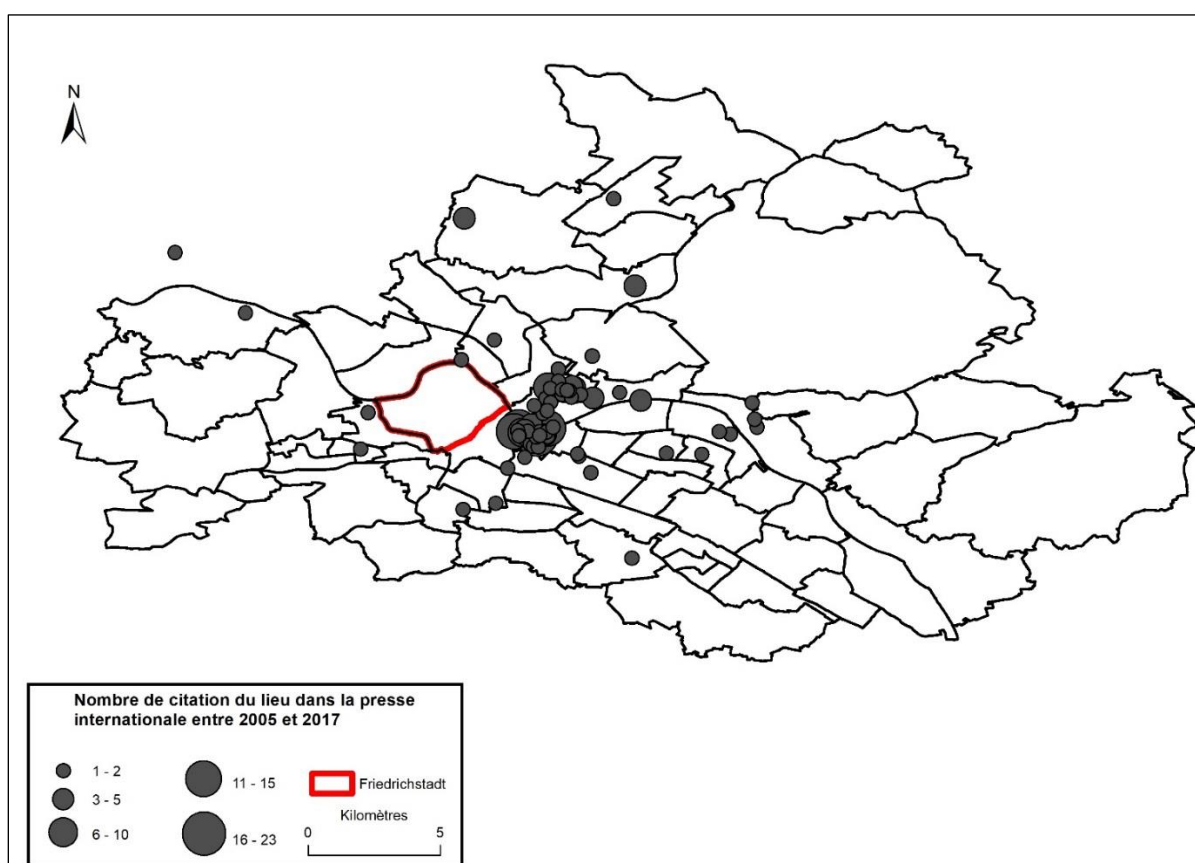 N
Nombre de citation du lieu dans la presse
internationale entre 2005 et 2017
1 - 2
3 - 5
6 - 10
11 - 15
16 - 23
Friedrichstadt
Kilomètres
0 5